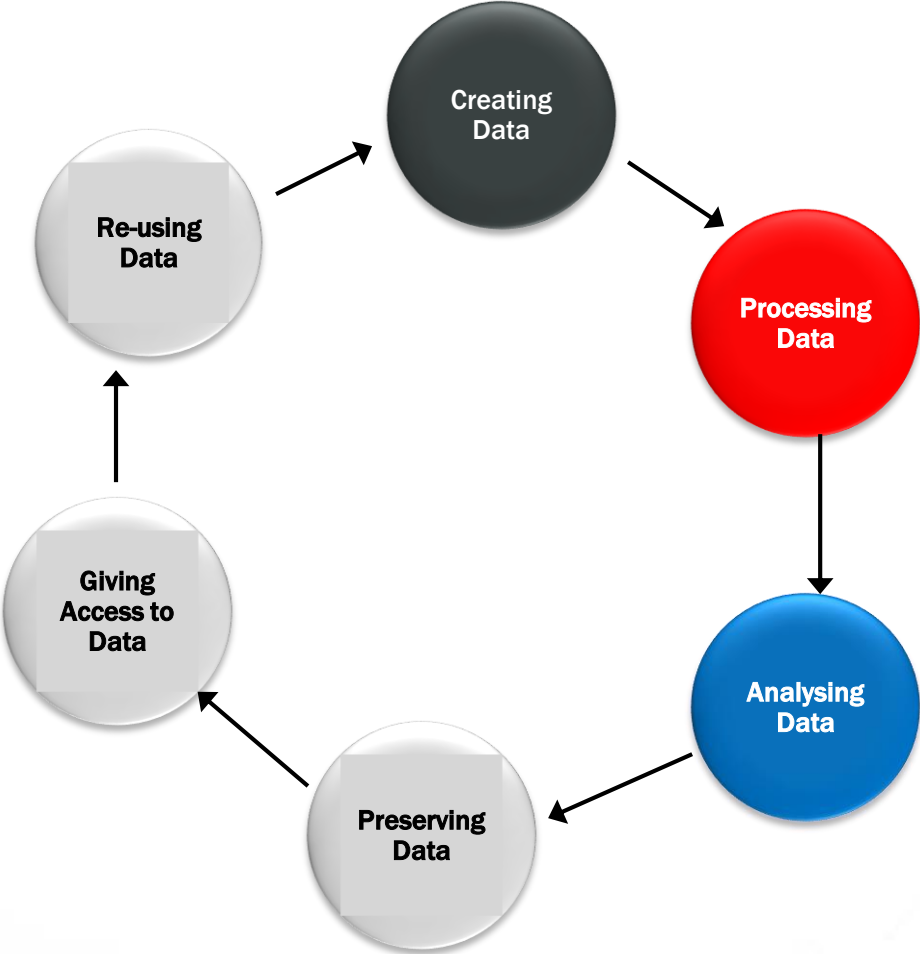 Creating
Data
Processing
Data
Analysing
Data
Preserving
Data
Giving
Access to
Data
Re-using
Data